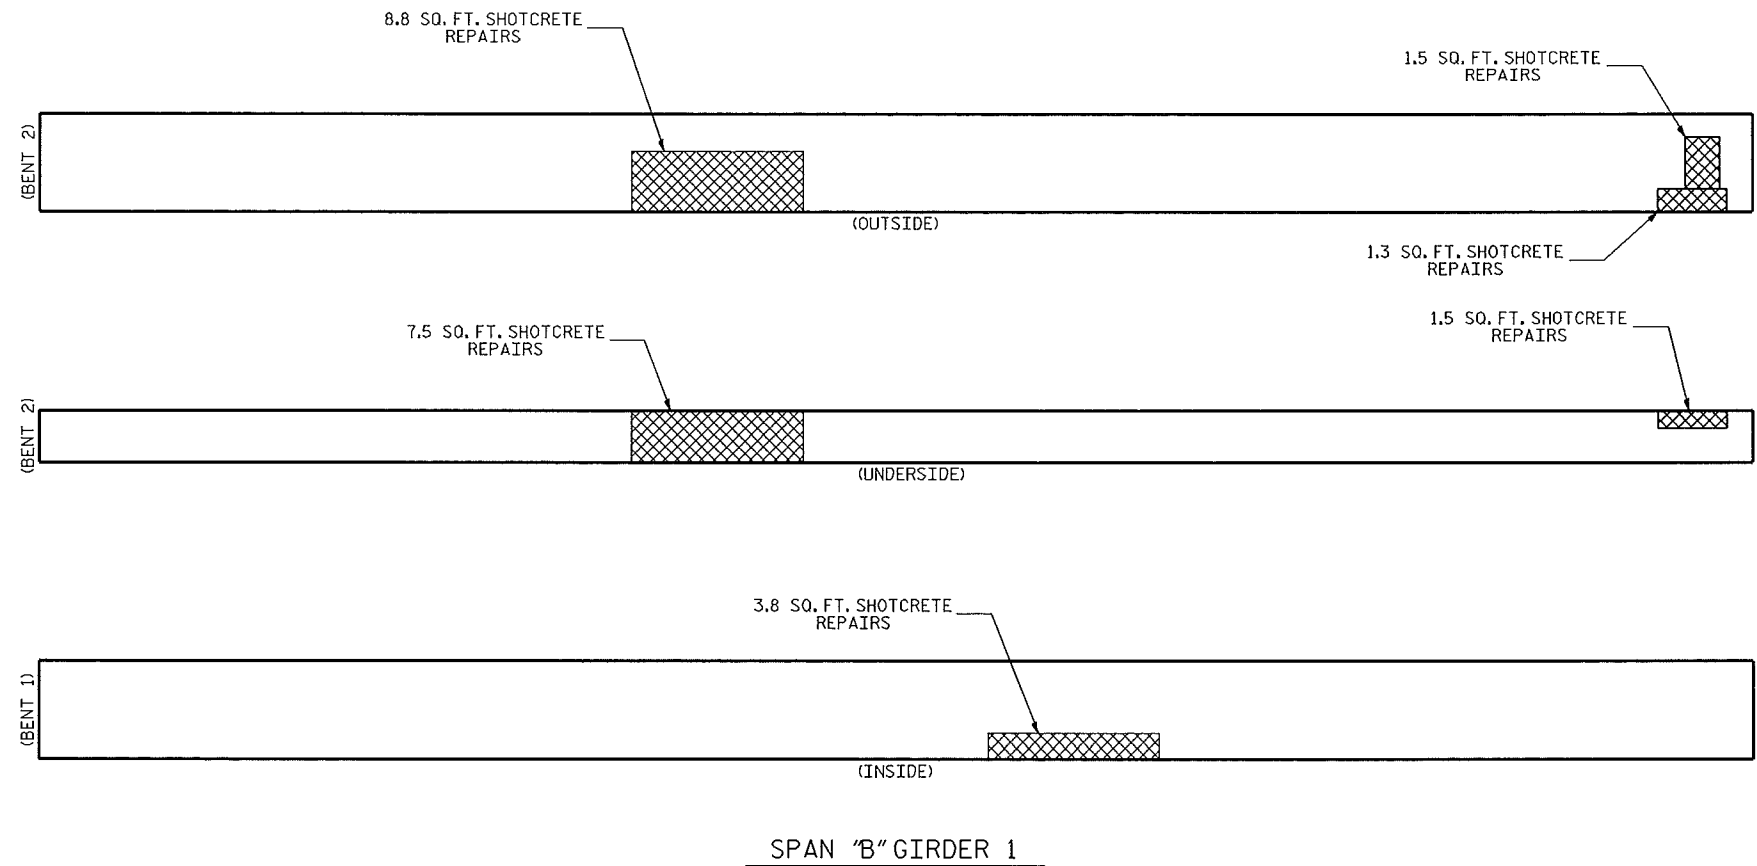 8.8 SQ. FT. SHOTCRETE
REPAIRS
1.5 SQ. FT. SHOTCRETE
REPAIRS
(BENT 2)
(OUTSIDE)
1.3 SQ. FT. SHOTCRETE
REPAIRS
7.5 SQ. FT. SHOTCRETE
REPAIRS
1.5 SQ. FT. SHOTCRETE
REPAIRS
(BENT 2)
(UNDERSIDE)
3.8 SQ. FT. SHOTCRETE
REPAIRS
(BENT 1)
(INSIDE)
SPAN "B" GIRDER 1